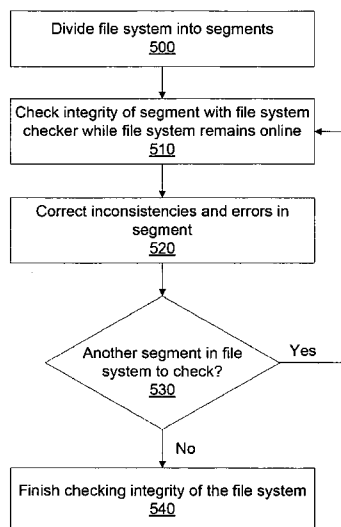 Divide file system into segments
500
Check integrity of segment with file system
checker while file system remains online
510
Correct inconsistencies and errors in
segment
520
Another segment in file
system to check?
530
Yes
No
Finish checking integrity of the file system
540